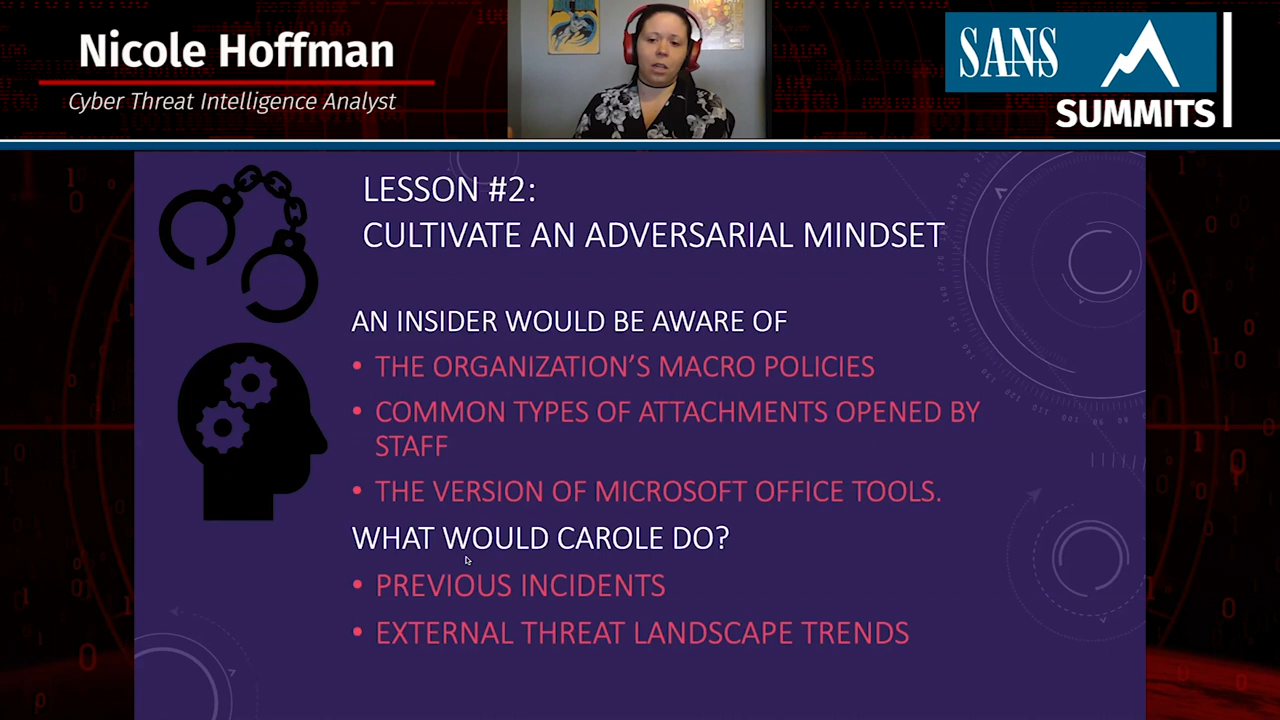 Nicole Hoffman
Cyber Threat Intelligence Analyst
SANS
SUMMITS
LESSON #2:
CULTIVATE AN ADVERSARIAL MINDSET
AN INSIDER WOULD BE AWARE OF
• THE ORGANIZATION'S MACRO POLICIES
• COMMON TYPES OF ATTACHMENTS OPENED BY
STAFF
• THE VERSION OF MICROSOFT OFFICE TOOLS.
WHAT WOULD CAROLE DO?
• PREVIOUS INCIDENTS
• EXTERNAL THREAT LANDSCAPE TRENDS